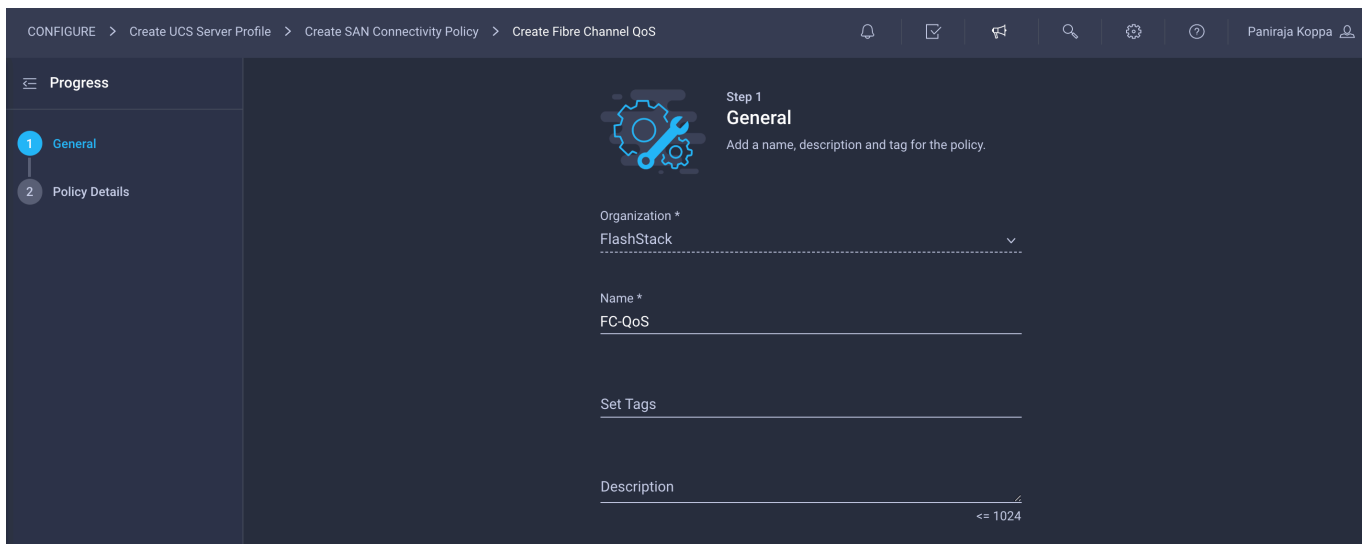 CONFIGURE > Create UCS Server Profile > Create SAN Connectivity Policy > Create Fibre Channel QoS
Paniraja Koppa
Progress
1 General
2 Policy Details
Step 1
General
Add a name, description and tag for the policy.
Organization *
FlashStack
Name *
FC-QoS
Set Tags
Description
<= 1024